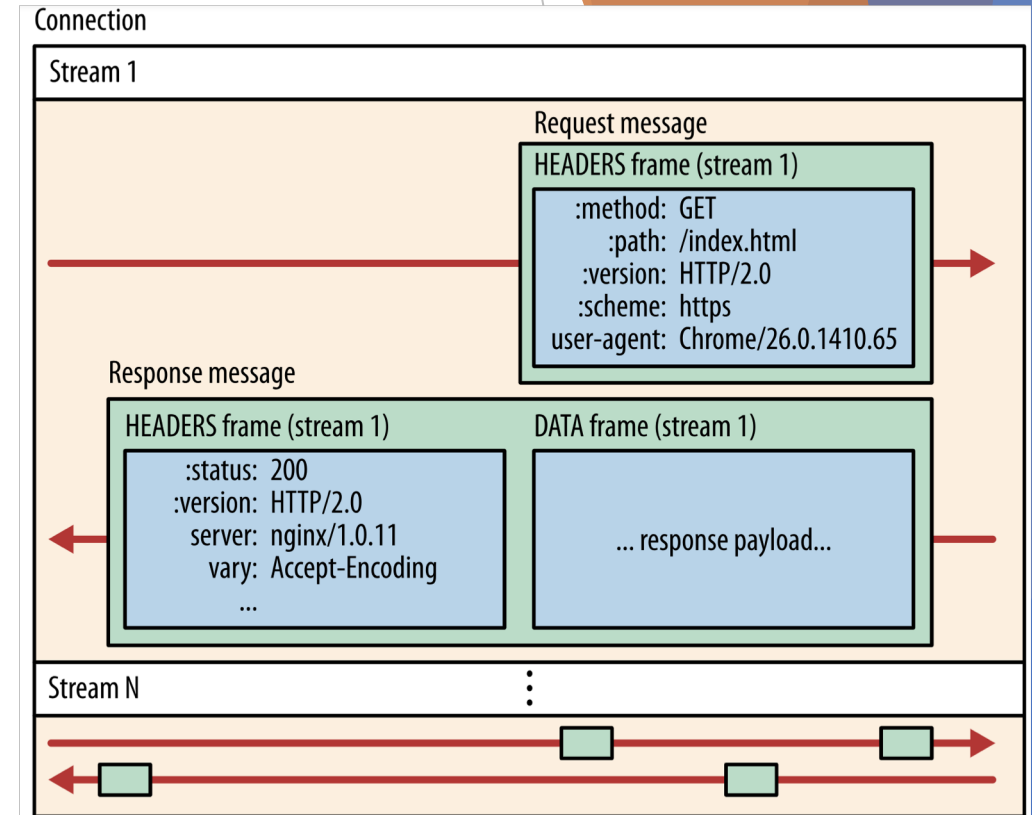 Connection
Stream 1
Request message
HEADERS frame (stream 1)
:method: GET
:path: /index.html
:version: HTTP/2.0
:scheme: https
user-agent: Chrome/26.0.1410.65
Response message
HEADERS frame (stream 1)
:status: 200
:version: HTTP/2.0
server: nginx/1.0.11
vary: Accept-Encoding
...
DATA frame (stream 1)
... response payload...
Stream N